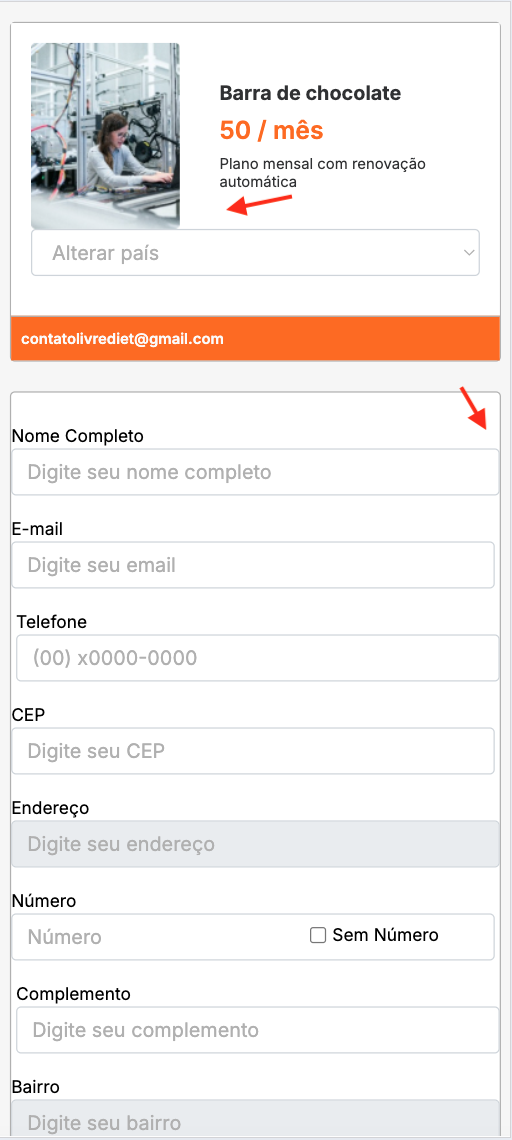 Barra de chocolate
50 / mês
Plano mensal com renovação
automática
Alterar país
contatolivrediet@gmail.com
Nome Completo
Digite seu nome completo
E-mail
Digite seu email
Telefone
(00) x0000-0000
CEP
Digite seu CEP
Endereço
Digite seu endereço
Número
Número
Sem Número
Complemento
Digite seu complemento
Bairro
Digite seu bairro